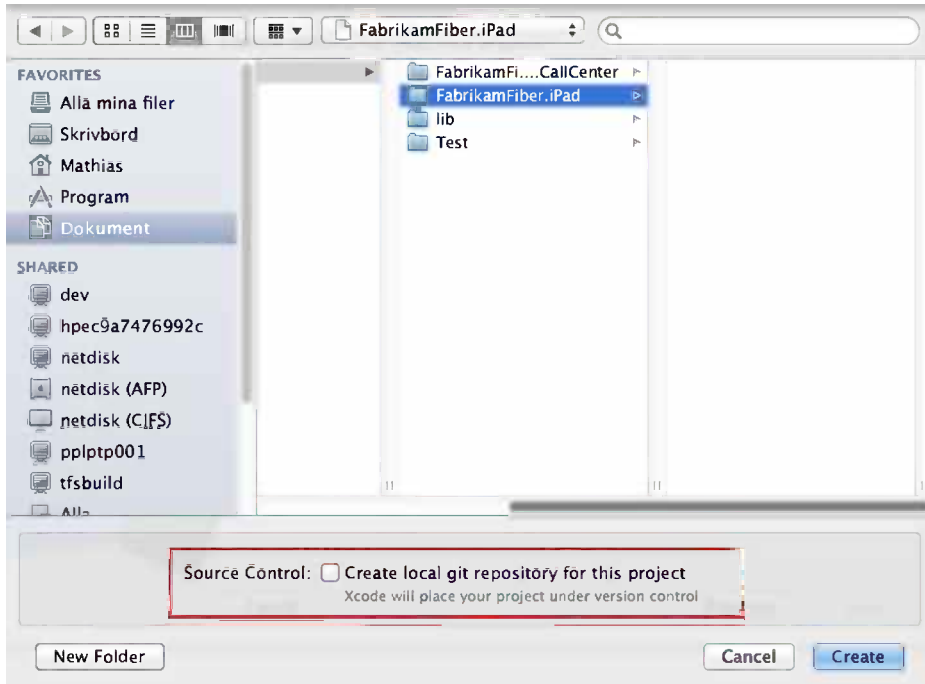 FabrikamFiber.iPad
FAVORITES
Alla mina filer
Skrivbord
Mathias
Program
Dokument
SHARED
dev
hpec9a7476992c
netdisk
netdisk (AFP)
netdisk (CIFS)
pplptp001
tfsbuild
Alla
FabrikamFi....CallCenter
FabrikamFiber.iPad
lib
Test
Source Control: Create local git repository for this project
Xcode will place your project under version control
New Folder
Cancel
Create